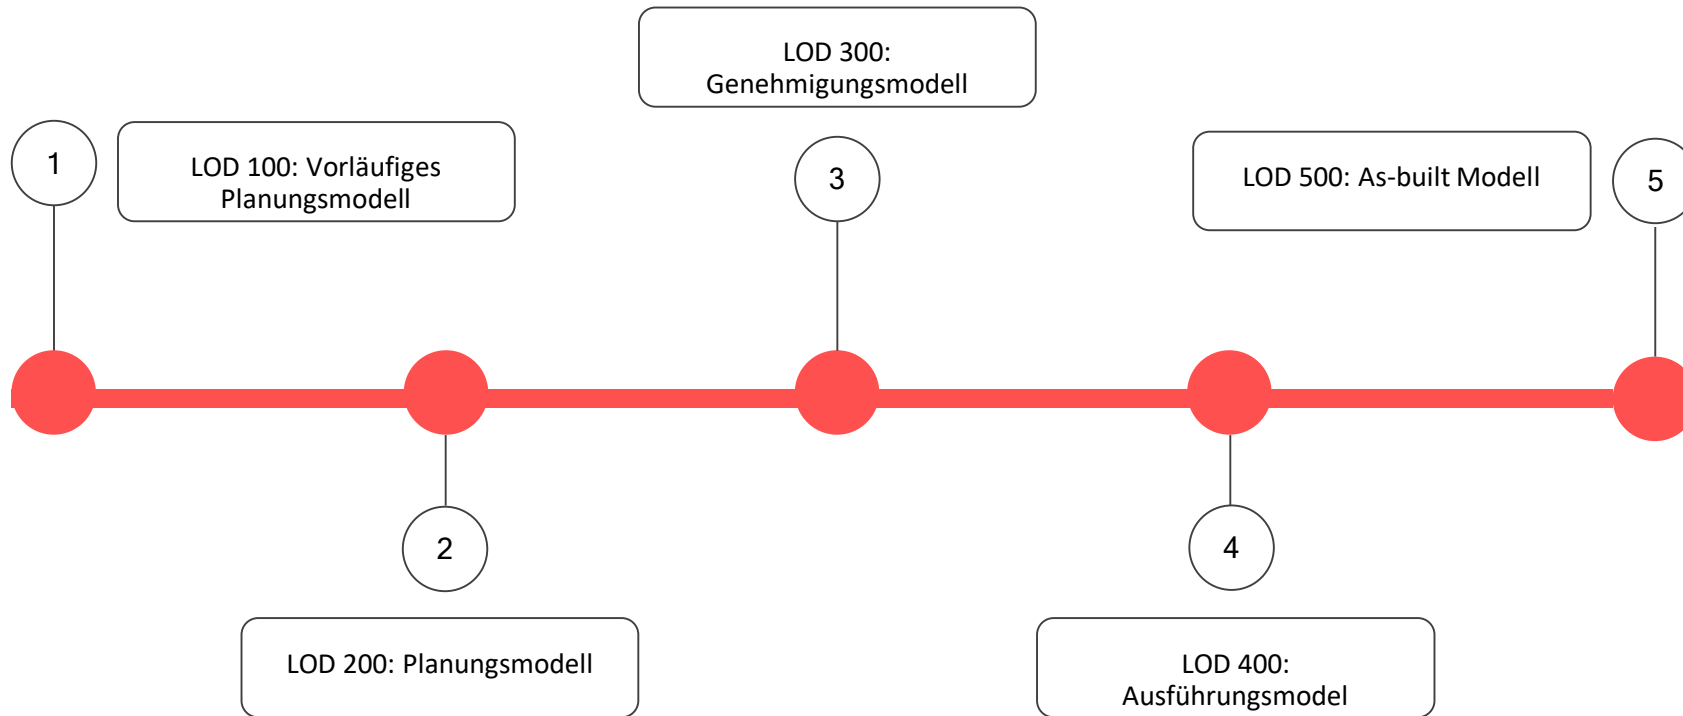 1
LOD 100: Vorläufiges
Planungsmodell
2
LOD 200: Planungsmodell
LOD 300:
Genehmigungsmodell
3
4
LOD 400:
Ausführungsmodel
LOD 500: As-built Modell
5